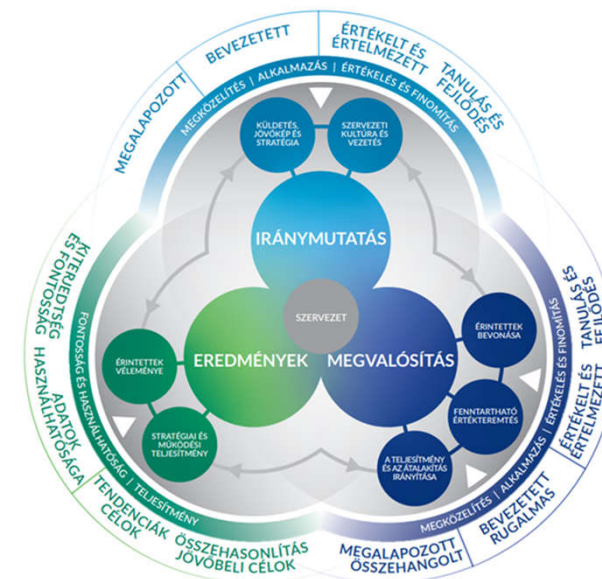 MEGALAPOZOTT
BEVEZETETT
ÉRTÉKELT ÉS
ÉRTELMEZETT
TANULÁS ÉS
FEJLŐDÉS
MEGKÖZELÍTÉS | ALKALMAZÁS | ÉRTÉKELÉS ÉS FINOMÍTÁS
KÜLDETÉS,
JÖVŐKÉP ÉS
STRATÉGIA
SZERVEZETI
KULTÚRA ÉS
VEZETÉS
IRÁNYMUTATÁS
SZERVEZET
EREDMÉNYEK
MEGVALÓSÍTÁS
ÉRINTETTEK
VÉLEMÉNYE
STRATÉGIAI ÉS
MŰKÖDÉSI
TELJESÍTMÉNY
ÉRINTETTEK
BEVONÁSA
FENNTARTHATÓ
ÉRTÉKTEREMTÉS
A TELJESÍTMÉNY
ÉS AZ ÁTALAKÍTÁS
IRÁNYÍTÁSA
KITERJEDTSÉG
ÉS FONTOSSÁG
ADATOK
HASZNÁLHATÓSÁGA
FONTOSSÁG ÉS HASZNÁLHATÓSÁG | TELJESÍTMÉNY
TENDENCIÁK
CÉLOK
ÖSSZEHASONLÍTÁS
JÖVŐBELI CÉLOK
TANULÁS ÉS
FEJLŐDÉS
ÉRTÉKELT ÉS
ÉRTELMEZETT
BEVEZETETT
RUGALMAS
MEGALAPOZOTT
ÖSSZEHANGOLT
MEGKÖZELÍTÉS | ALKALMAZÁS | ÉRTÉKELÉS ÉS FINOMÍTÁS